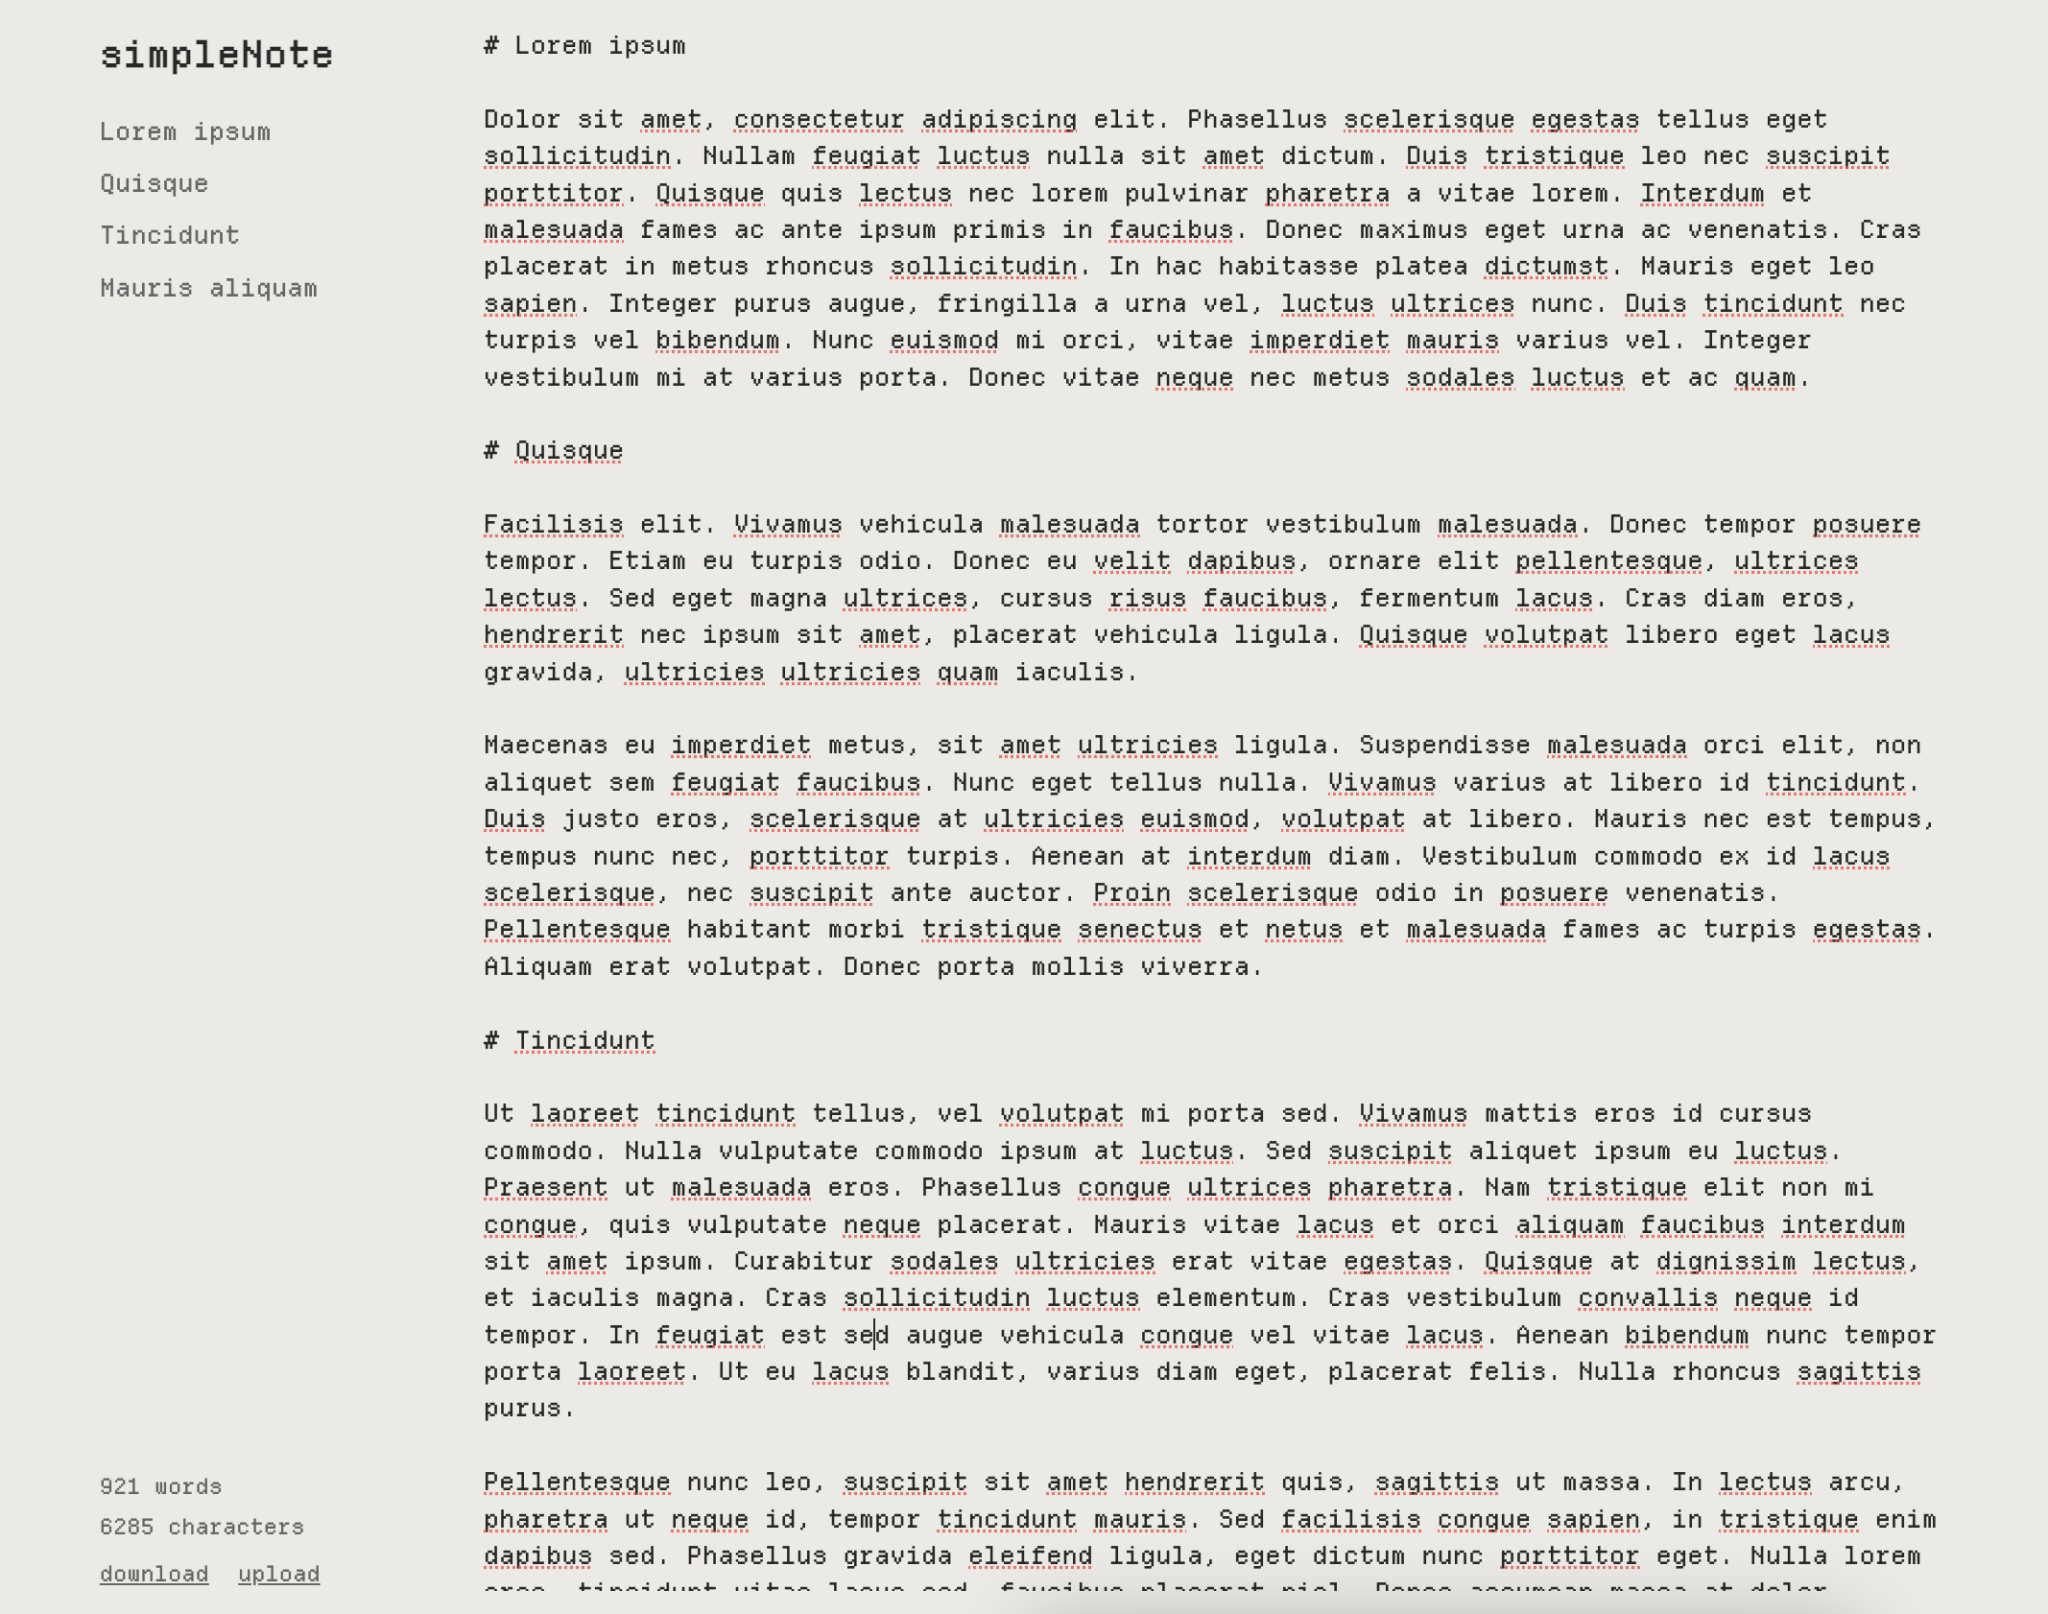 simpleNote
Lorem ipsum
Quisque
Tincidunt
Mauris aliquam
# Lorem ipsum
Dolor sit amet, consectetur adipiscing elit. Phasellus scelerisque egestas tellus eget
sollicitudin. Nullam feugiat luctus nulla sit amet dictum. Duis tristique leo nec suscipit
porttitor. Quisque quis lectus nec lorem pulvinar pharetra a vitae lorem. Interdum et
malesuada fames ac ante ipsum primis in faucibus. Donec maximus eget urna ac venenatis. Cras
placerat in metus rhoncus sollicitudin. In hac habitasse platea dictumst. Mauris eget leo
sapien. Integer purus augue, fringilla a urna vel, luctus ultrices nunc. Duis tincidunt nec
turpis vel bibendum. Nunc euismod mi orci, vitae imperdiet mauris varius vel. Integer
vestibulum mi at varius porta. Donec vitae neque nec metus sodales luctus et ac quam.
# Quisque
Facilisis elit. Vivamus vehicula malesuada tortor vestibulum malesuada. Donec tempor posuere
tempor. Etiam eu turpis odio. Donec eu velit dapibus, ornare elit pellentesque, ultrices
lectus. Sed eget magna ultrices, cursus risus faucibus, fermentum lacus. Cras diam eros,
hendrerit nec ipsum sit amet, placerat vehicula ligula. Quisque volutpat libero eget lacus
gravida, ultricies ultricies quam iaculis.
Maecenas eu imperdiet metus, sit amet ultricies ligula. Suspendisse malesuada orci elit, non
aliquet sem feugiat faucibus. Nunc eget tellus nulla. Vivamus varius at libero id tincidunt.
Duis justo eros, scelerisque at ultricies euismod, volutpat at libero. Mauris nec est tempus,
tempus nunc nec, porttitor turpis. Aenean at interdum diam. Vestibulum commodo ex id lacus
scelerisque, nec suscipit ante auctor. Proin scelerisque odio in posuere venenatis.
Pellentesque habitant morbi tristique senectus et netus et malesuada fames ac turpis egestas.
Aliquam erat volutpat. Donec porta mollis viverra.
# Tincidunt
Ut laoreet tincidunt tellus, vel volutpat mi porta sed. Vivamus mattis eros id cursus
commodo. Nulla vulputate commodo ipsum at luctus. Sed suscipit aliquet ipsum eu luctus.
Praesent ut malesuada eros. Phasellus congue ultrices pharetra. Nam tristique elit non mi
congue, quis vulputate neque placerat. Mauris vitae lacus et orci aliquam faucibus interdum
sit amet ipsum. Curabitur sodales ultricies erat vitae egestas. Quisque at dignissim lectus,
et iaculis magna. Cras sollicitudin luctus elementum. Cras vestibulum convallis neque id
tempor. In feugiat est sed augue vehicula congue vel vitae lacus. Aenean bibendum nunc tempor
porta laoreet. Ut eu lacus blandit, varius diam eget, placerat felis. Nulla rhoncus sagittis
purus.
Pellentesque nunc leo, suscipit sit amet hendrerit quis, sagittis ut massa. In lectus arcu,
pharetra ut neque id, tempor tincidunt mauris. Sed facilisis congue sapien, in tristique enim
dapibus sed. Phasellus gravida eleifend ligula, eget dictum nunc porttitor eget. Nulla lorem
921 words
6285 characters
download upload